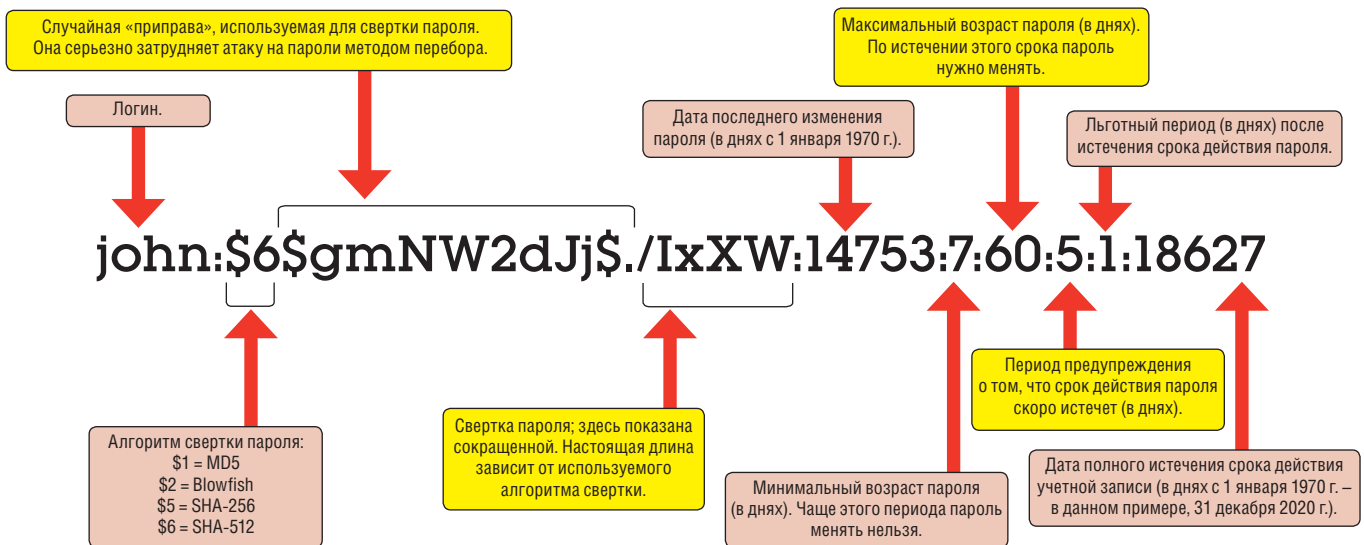 Случайная «приправа», используемая для свертки пароля.
Она серьезно затрудняет атаку на пароли методом перебора.
Максимальный возраст пароля (в днях).
По истечении этого срока пароль
нужно менять.
Логин.
Дата последнего изменения
пароля (в днях с 1 января 1970 г.).
Льготный период (в днях) после
истечения срока действия пароля.
john:$6$gmNW2dJj$./IxXW:14753:7:60:5:1:18627
Алгоритм свертки пароля:
$1 = MD5
$2 = Blowfish
$5 = SHA-256
$6 = SHA-512
Свертка пароля; здесь показана
сокращенной. Настоящая длина
зависит от используемого
алгоритма свертки.
Минимальный возраст пароля
(в днях). Чаще этого периода пароль
менять нельзя.
Период предупреждения
о том, что срок действия пароля
скоро истечет (в днях).
Дата полного истечения срока действия
учетной записи (в днях с 1 января 1970 г. –
в данном примере, 31 декабря 2020 г.).